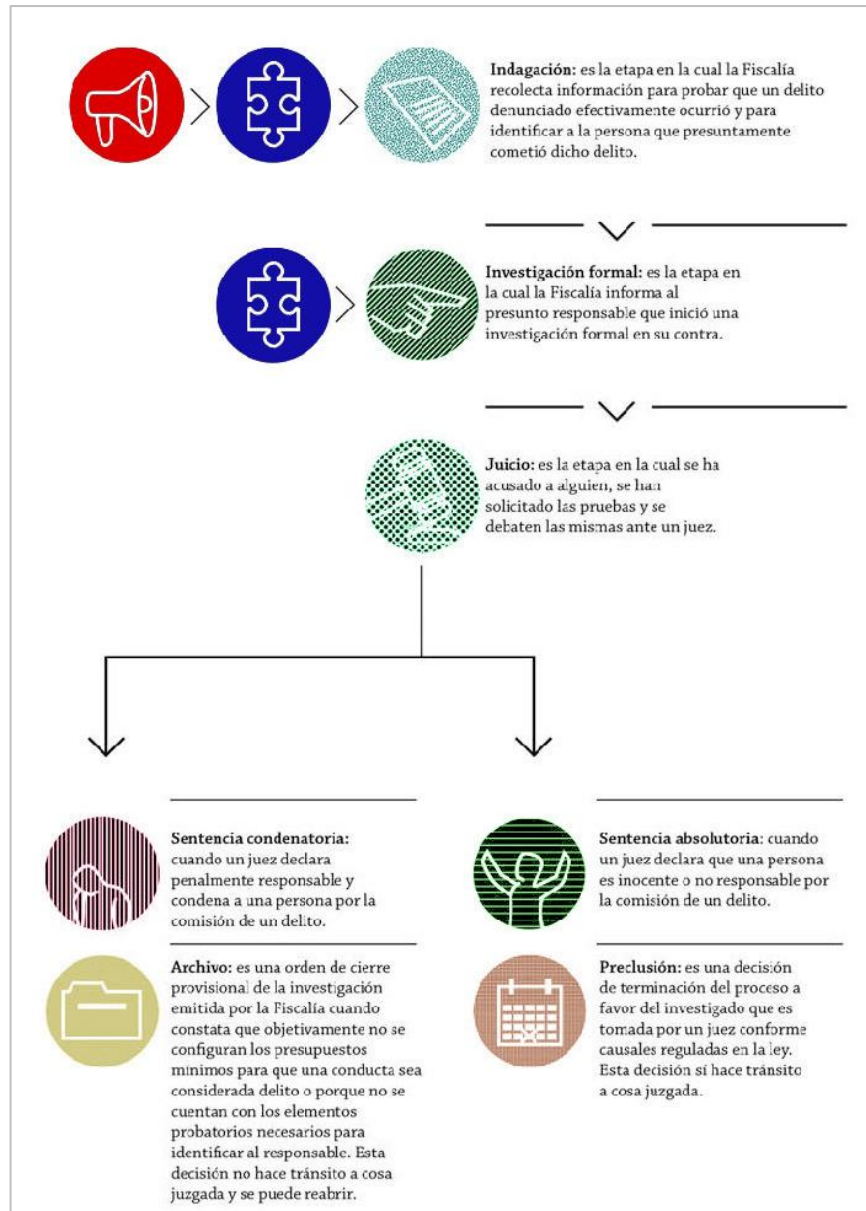 Indagación: es la etapa en la cual la Fiscalía
recolecta información para probar que un delito
denunciado efectivamente ocurrió y para
identificar a la persona que presuntamente
cometió dicho delito.
Investigación formal: es la etapa en
la cual la Fiscalía informa al
presunto responsable que inició una
investigación formal en su contra.
Juicio: es la etapa en la cual se ha
acusado a alguien, se han
solicitado las pruebas y se
debaten las mismas ante un juez.
Sentencia condenatoria:
cuando un juez declara
penalmente responsable y
condena a una persona por la
comisión de un delito.
Sentencia absolutoria: cuando
un juez declara que una persona
es inocente o no responsable por
la comisión de un delito.
Archivo: es una orden de cierre
provisional de la investigación
emitida por la Fiscalía cuando
constata que objetivamente no se
configuran los presupuestos
mínimos para que una conducta sea
considerada delito o porque no se
cuentan con los elementos
probatorios necesarios para
identificar al responsable. Esta
decisión no hace tránsito a cosa
juzgada y se puede reabrir.
Preclusión: es una decisión
de terminación del proceso a
favor del investigado que es
tomada por un juez conforme
causales reguladas en la ley.
Esta decisión sí hace tránsito
a cosa juzgada.